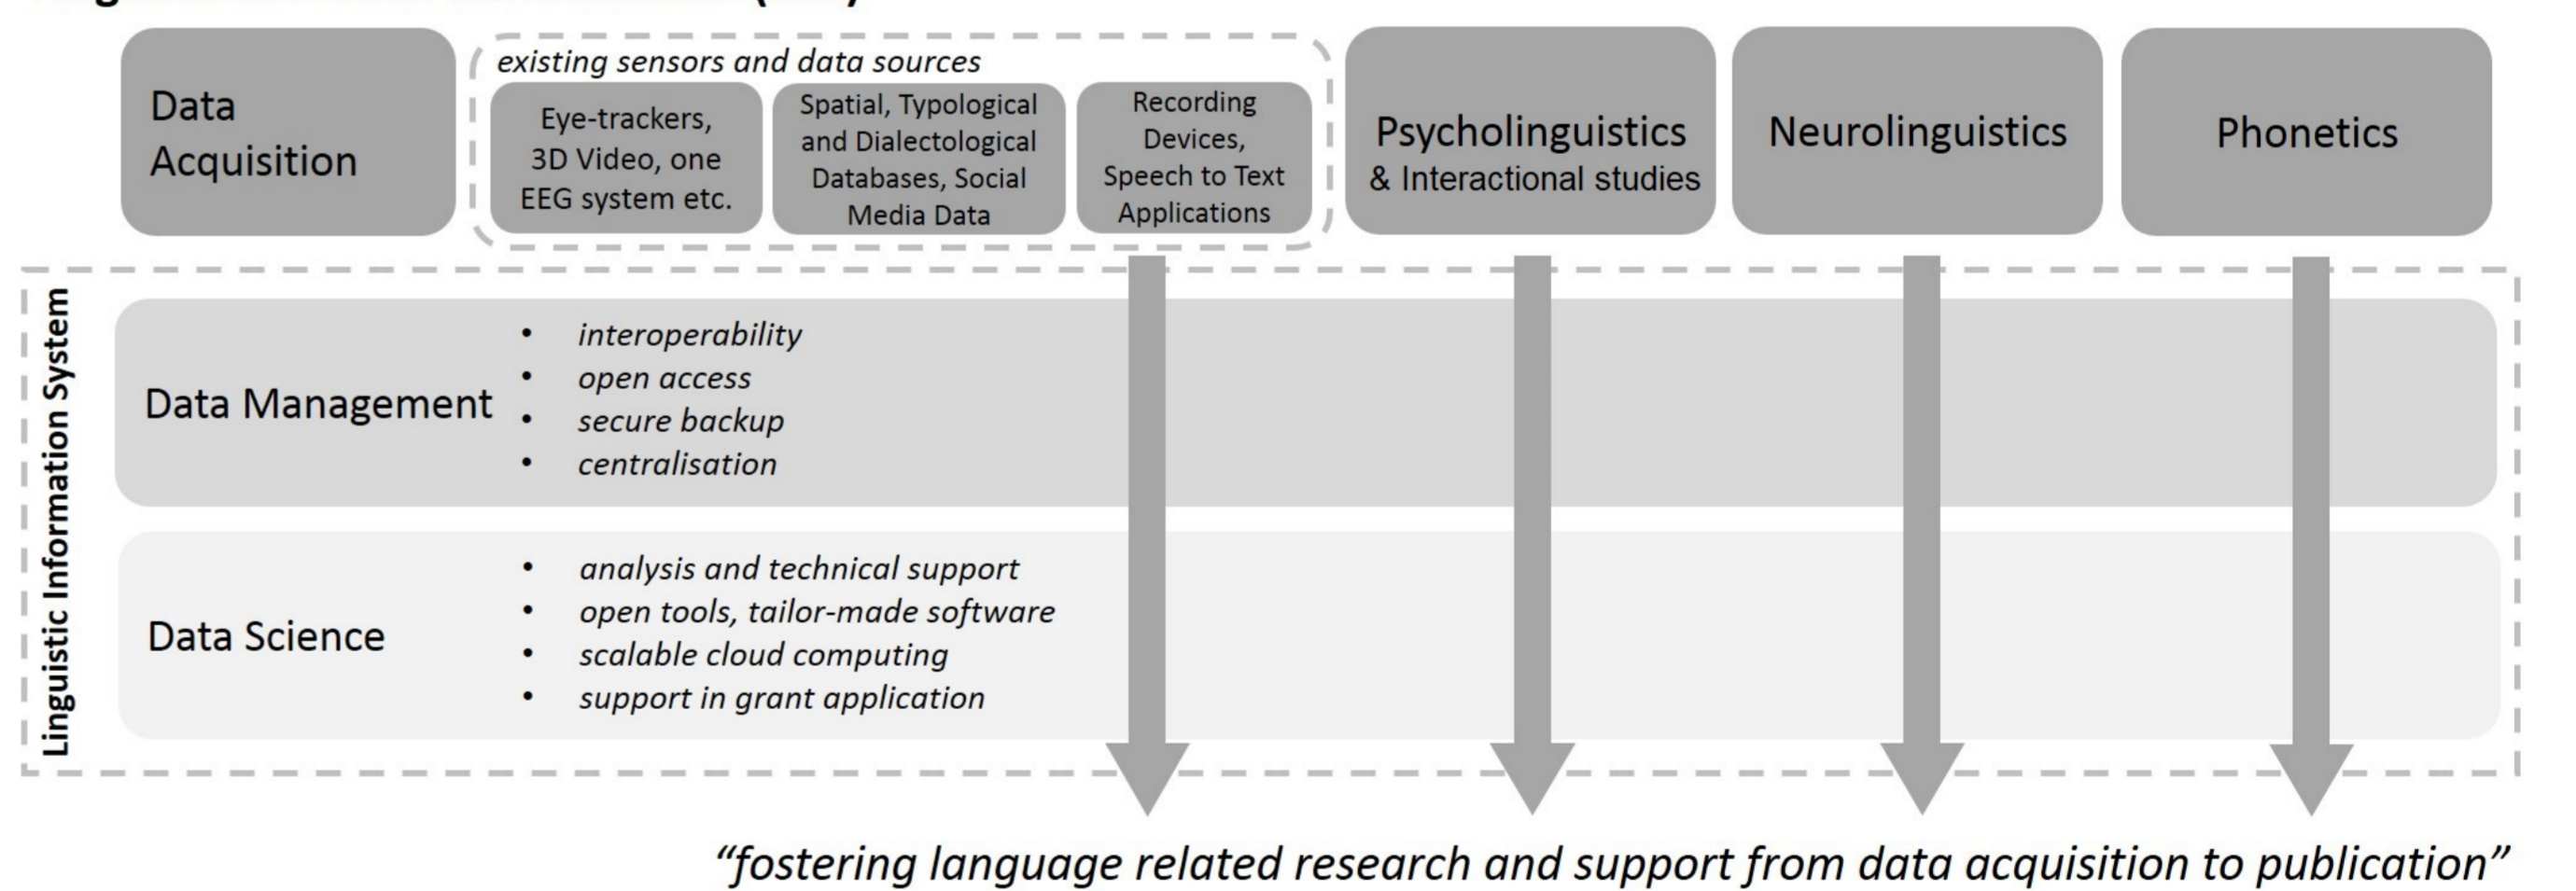 Data
Acquisition
existing sensors and data sources
Eye-trackers,
3D Video, one
EEG system etc.
Spatial, Typological
and Dialectological
Databases, Social
Media Data
Recording
Devices,
Speech to Text
Applications
Psycholinguistics
& Interactional studies
Neurolinguistics
Phonetics
Linguistic Information System
Data Management
• interoperability
• open access
• secure backup
• centralisation
Data Science
• analysis and technical support
• open tools, tailor-made software
• scalable cloud computing
• support in grant application
“fostering language related research and support from data acquisition to publication”